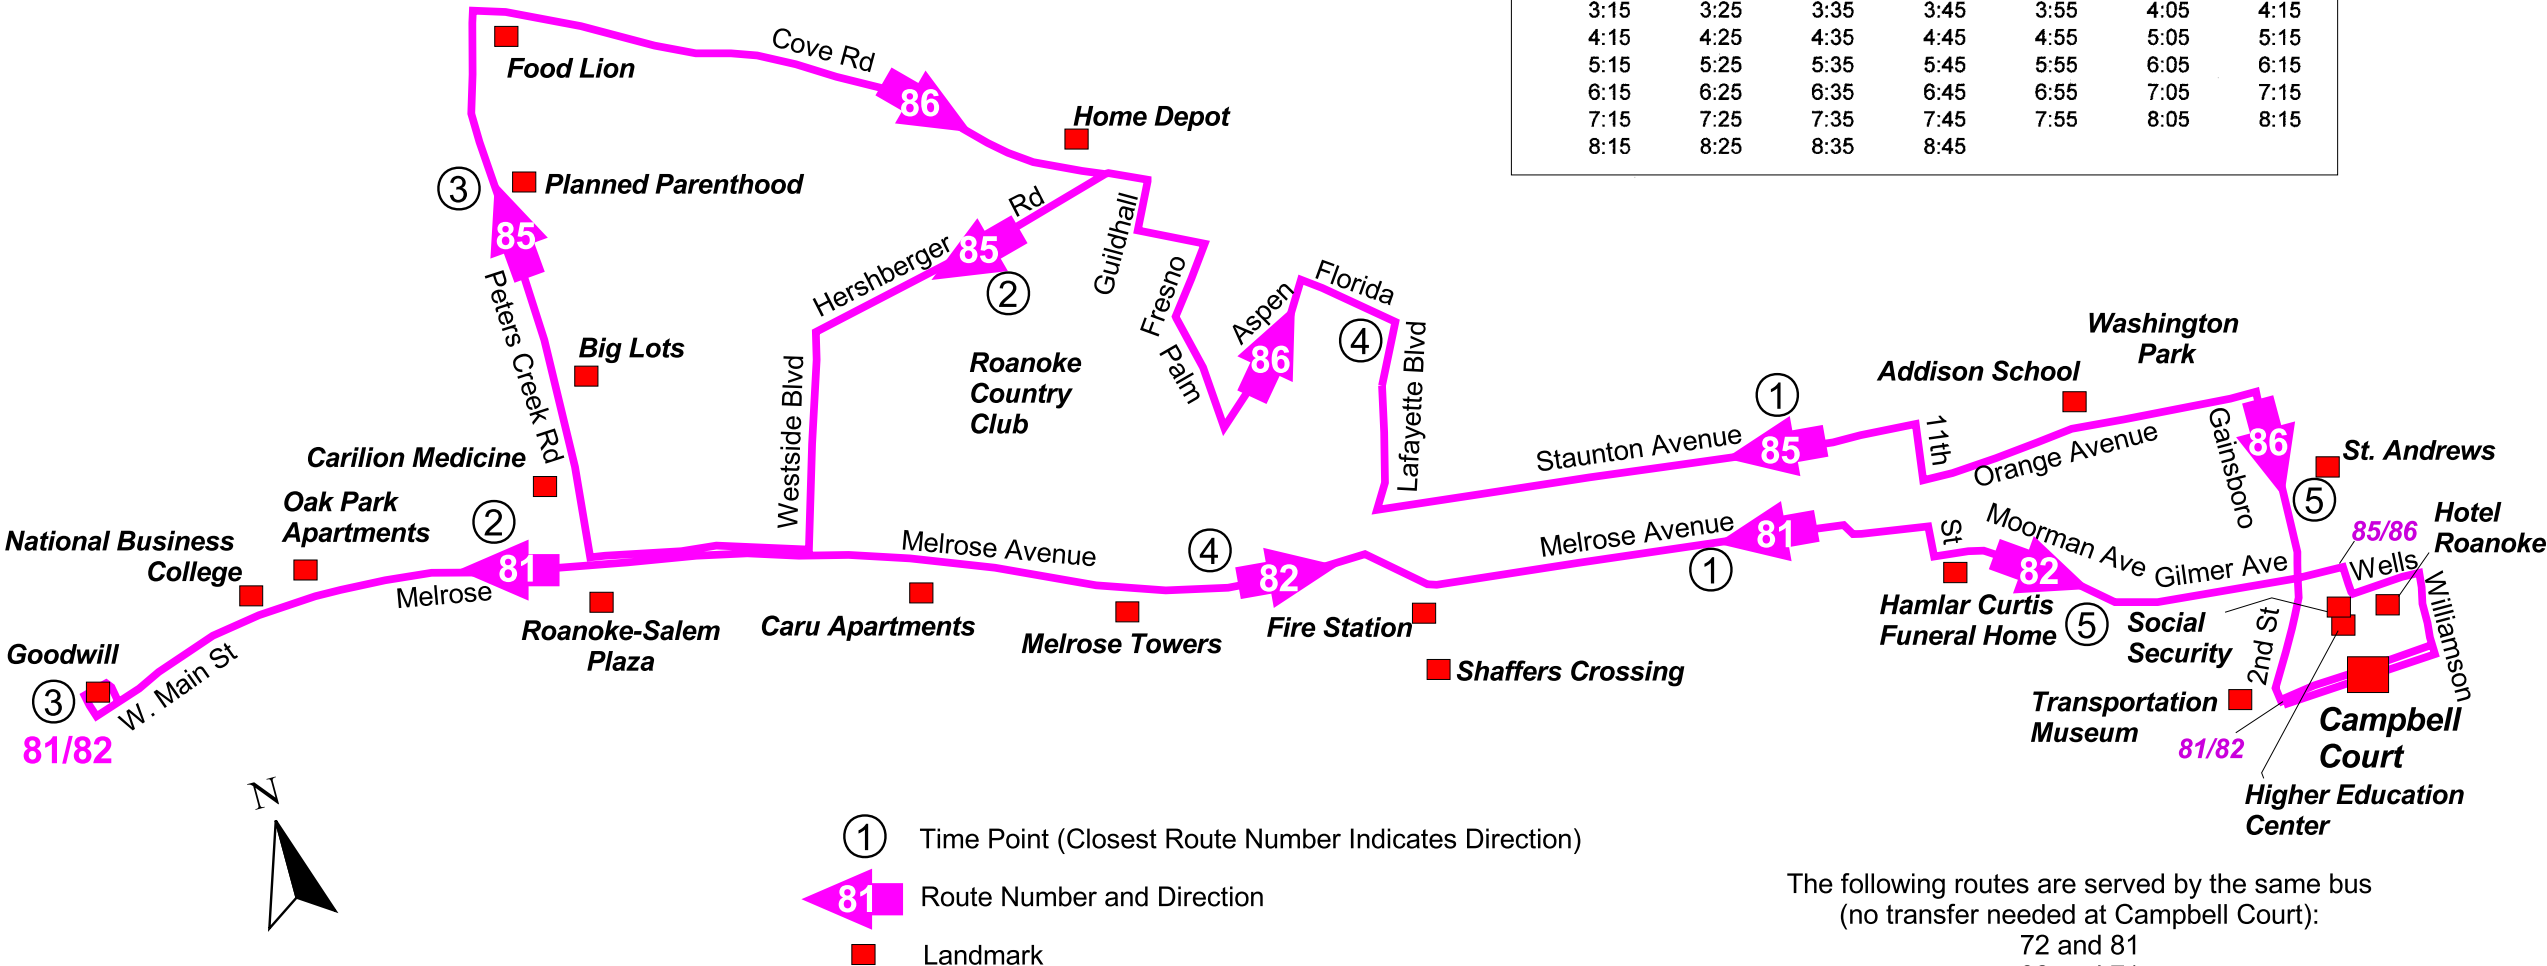 3:15 3:25 3:35 3:45 3:55 4:05 4:15
4:15 4:25 4:35 4:45 4:55 5:05 5:15
5:15 5:25 5:35 5:45 5:55 6:05 6:15
6:15 6:25 6:35 6:45 6:55 7:05 7:15
7:15 7:25 7:35 7:45 7:55 8:05 8:15
8:15 8:25 8:35 8:45
Food Lion
Cove Rd
86
Home Depot
3
Planned Parenthood
85
Peters Creek Rd
Hershberger Rd
85
2
Guildhall
Fresno
Palm
Aspen
86
Florida
4
Lafayette Blvd
Big Lots
Roanoke
Country
Club
Westside Blvd
Washington
Park
Addison School
1
Staunton Avenue
85
11th
St
Orange Avenue
Gainsboro
86
St. Andrews
5
Carilion Medicine
Oak Park
Apartments
2
National Business
College
81
Melrose
Melrose Avenue
4
82
Melrose Avenue
81
1
Moorman Ave
82
Gilmer Ave
85/86
Wells
Hotel
Roanoke
Williamson
Goodwill
3
W. Main St
81/82
Roanoke-Salem
Plaza
Caru Apartments
Melrose Towers
Fire Station
Shaffers Crossing
Hamlar Curtis
Funeral Home
5
Social
Security
2nd St
Transportation
Museum
81/82
Campbell
Court
Higher Education
Center
N
1 Time Point (Closest Route Number Indicates Direction)
81 Route Number and Direction
Landmark
The following routes are served by the same bus
(no transfer needed at Campbell Court):
72 and 81